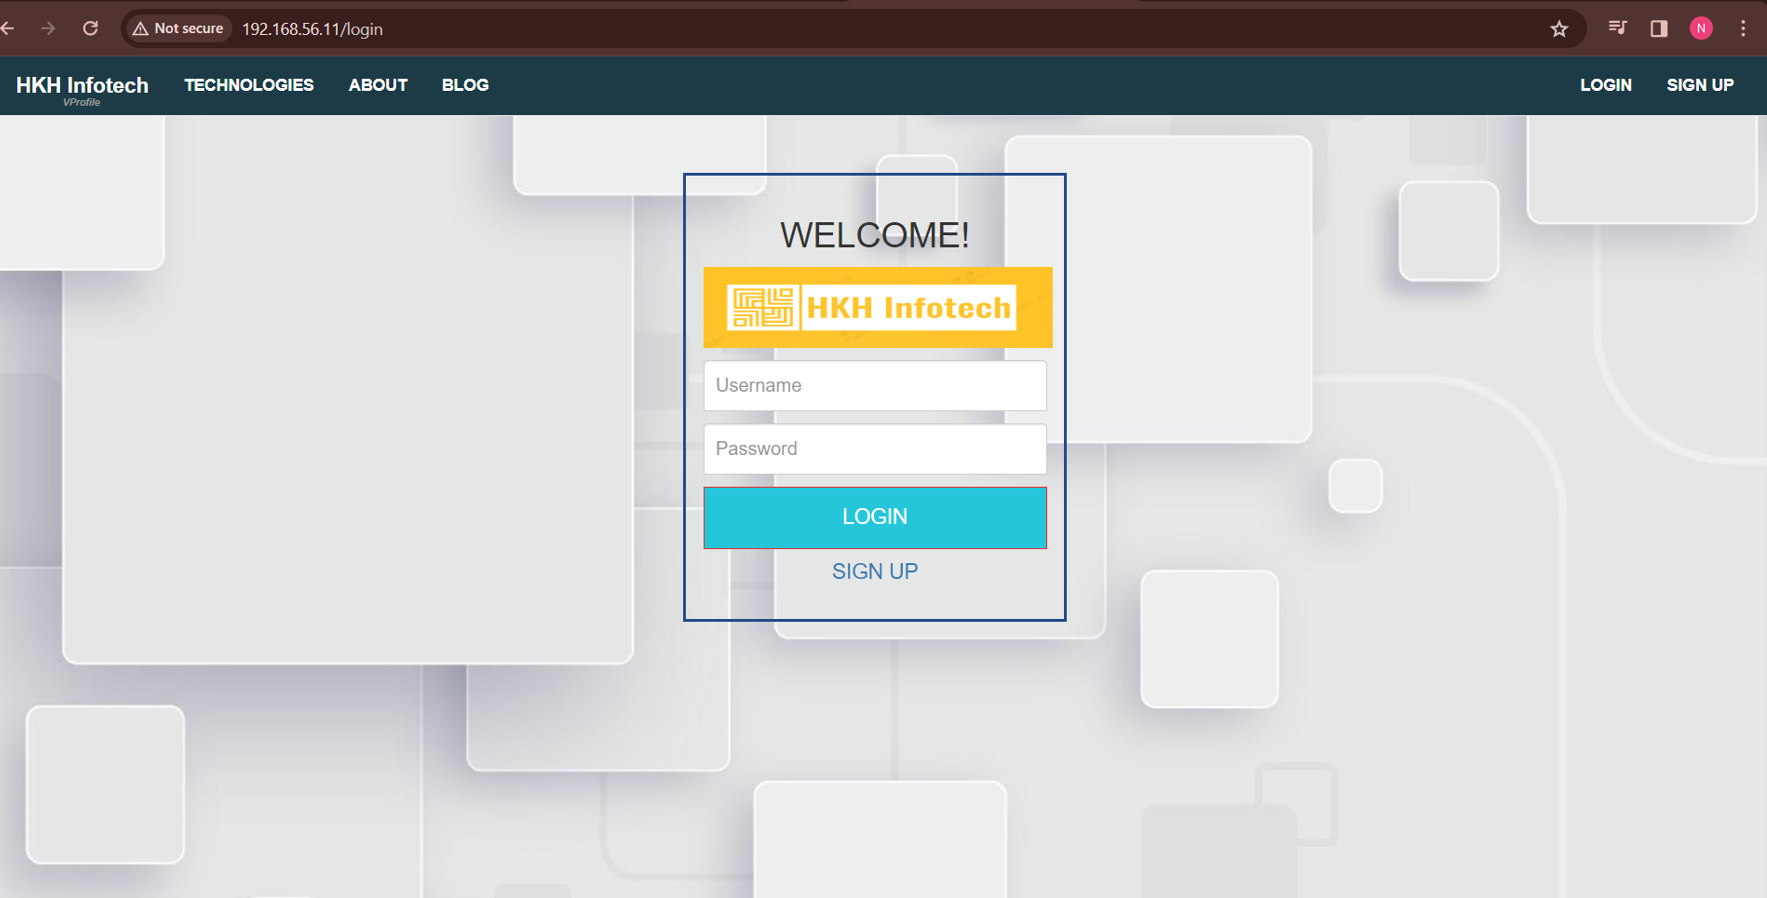 Not secure 192.168.56.11/login N
HKH Infotech TECHNOLOGIES ABOUT BLOG LOGIN SIGN UP
VProfile
WELCOME!
HKH Infotech
Username
Password
LOGIN
SIGN UP